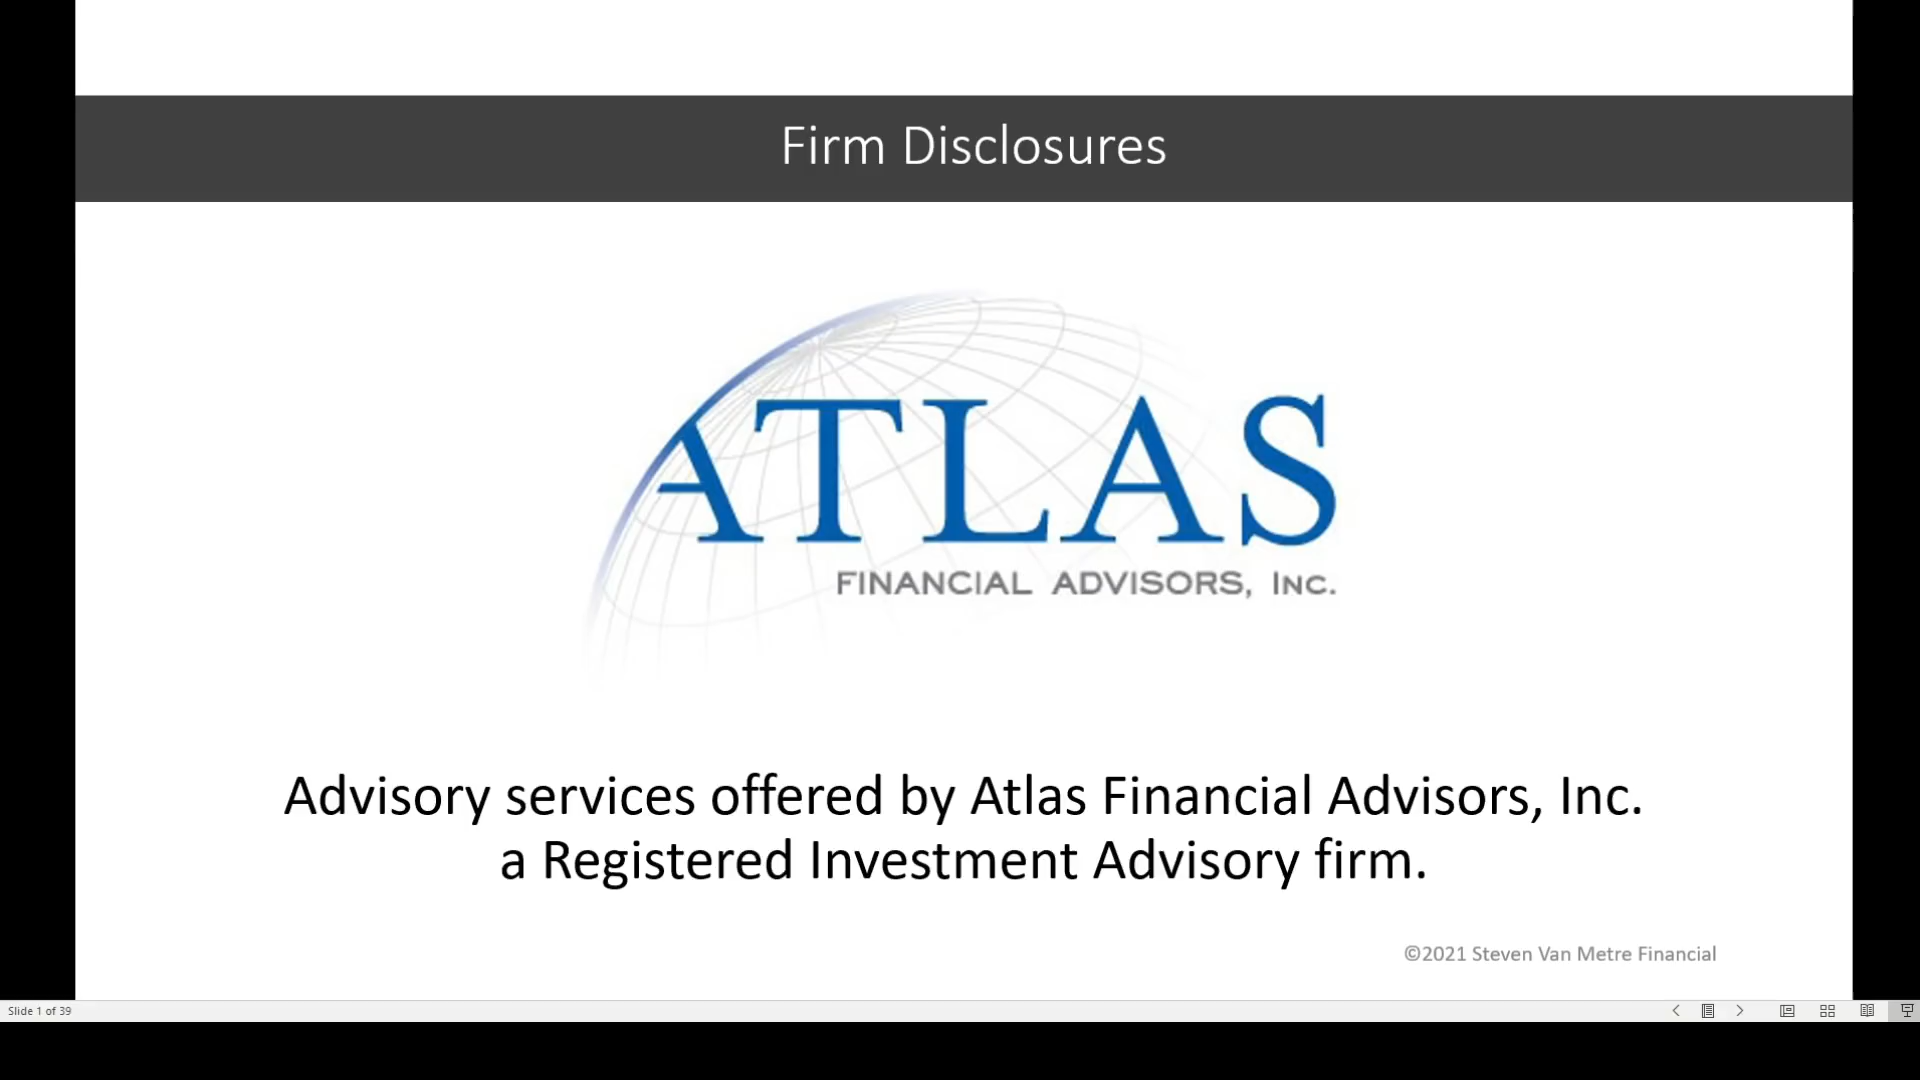 Firm Disclosures
ATLAS
FINANCIAL ADVISORS, INC.
Advisory services offered by Atlas Financial Advisors, Inc.
a Registered Investment Advisory firm.
©2021 Steven Van Metre Financial
Slide 1 of 39